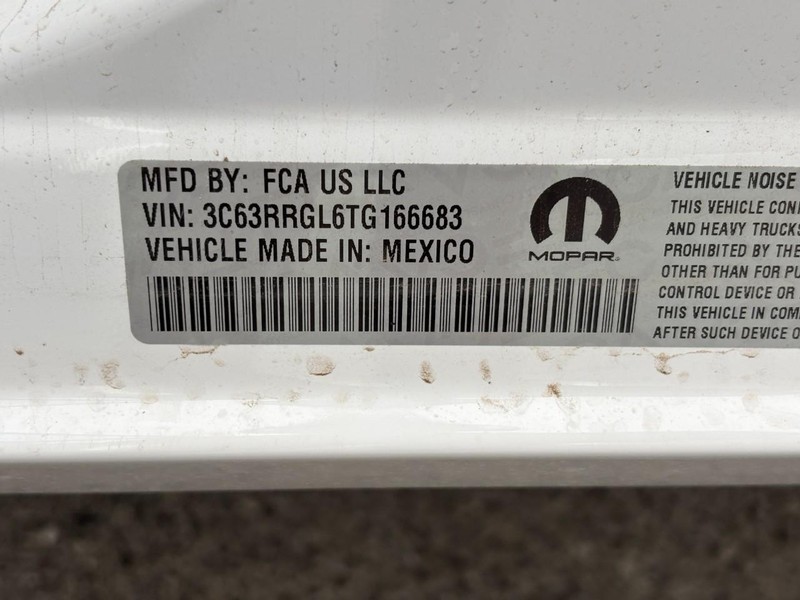 MFD BY: FCA US LLC
VIN: 3C63RRGL6TG166683
VEHICLE MADE IN: MEXICO
MOPAR
VEHICLE NOISE
THIS VEHICLE CON
AND HEAVY TRUCKS
PROHIBITED BY THE
OTHER THAN FOR PU
CONTROL DEVICE OR
THIS VEHICLE IN COM
AFTER SUCH DEVICE O